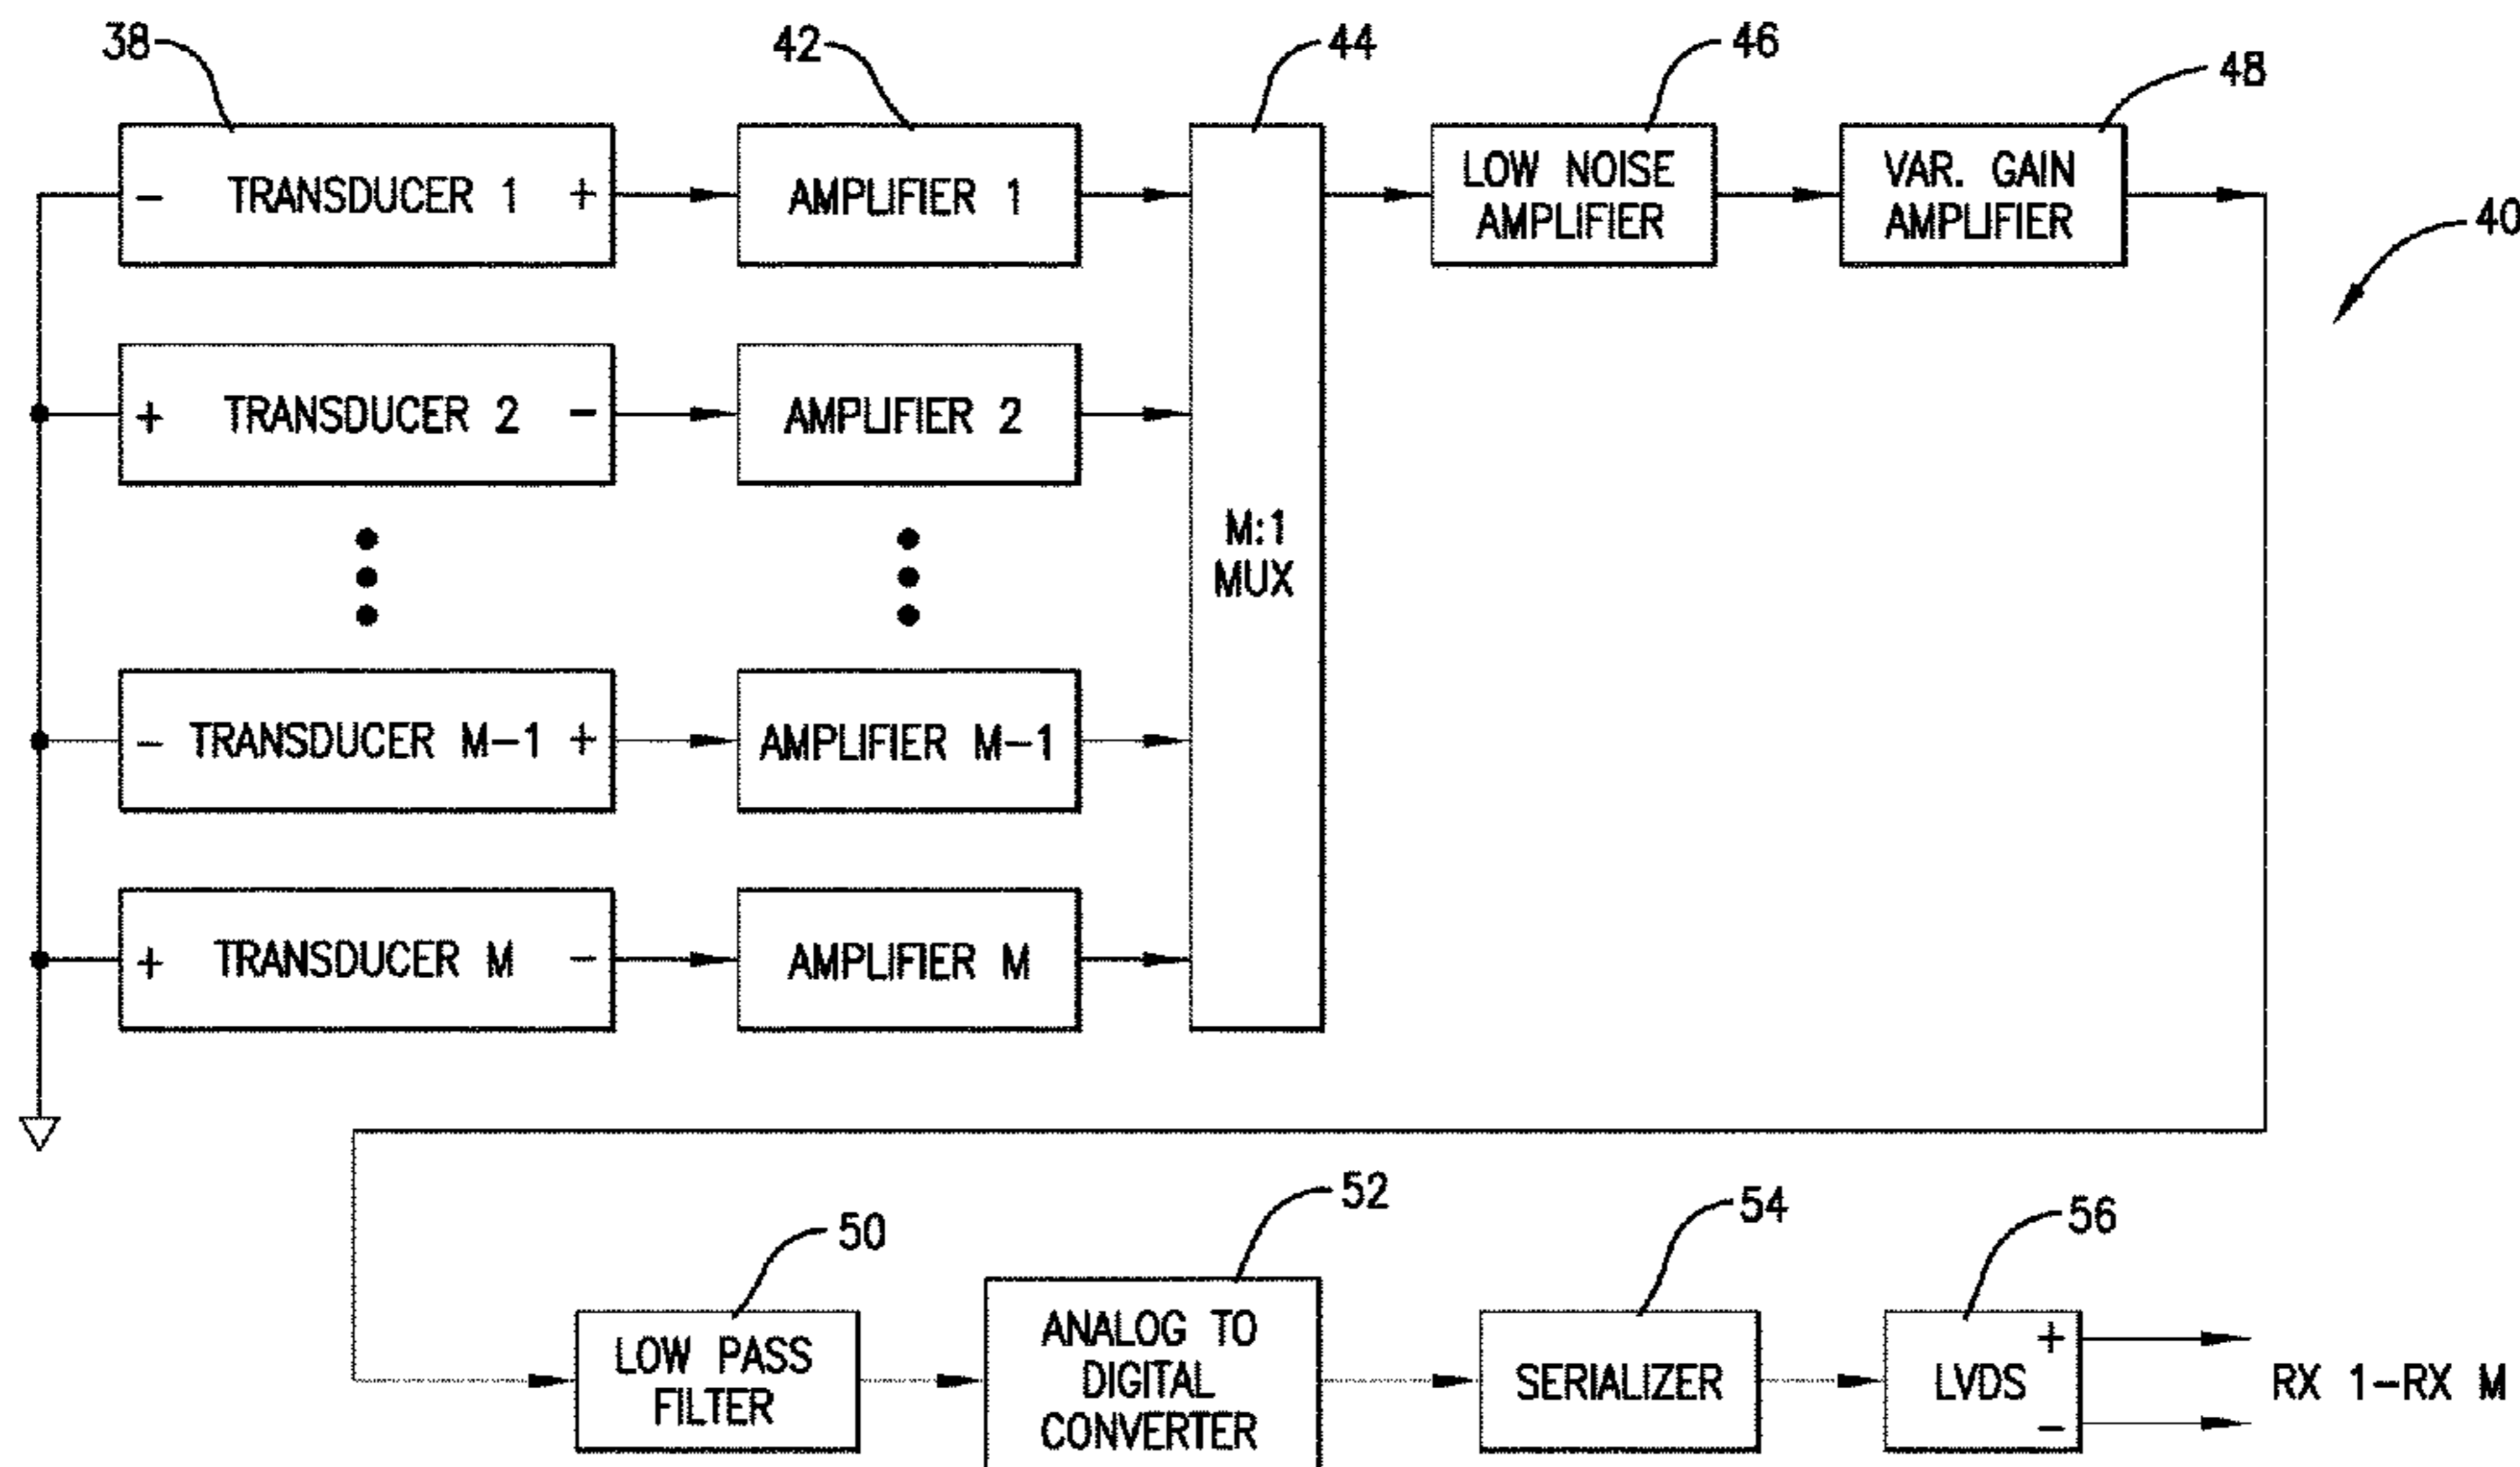 38
42
44
46
48
40
- TRANSDUCER 1 +
AMPLIFIER 1
LOW NOISE
AMPLIFIER
VAR. GAIN
AMPLIFIER
+ TRANSDUCER 2 -
AMPLIFIER 2
M:1
MUX
- TRANSDUCER M-1 +
AMPLIFIER M-1
+ TRANSDUCER M -
AMPLIFIER M
50
52
54
56
LOW PASS
FILTER
ANALOG TO
DIGITAL
CONVERTER
SERIALIZER
+
LVDS
-
RX 1-RX M